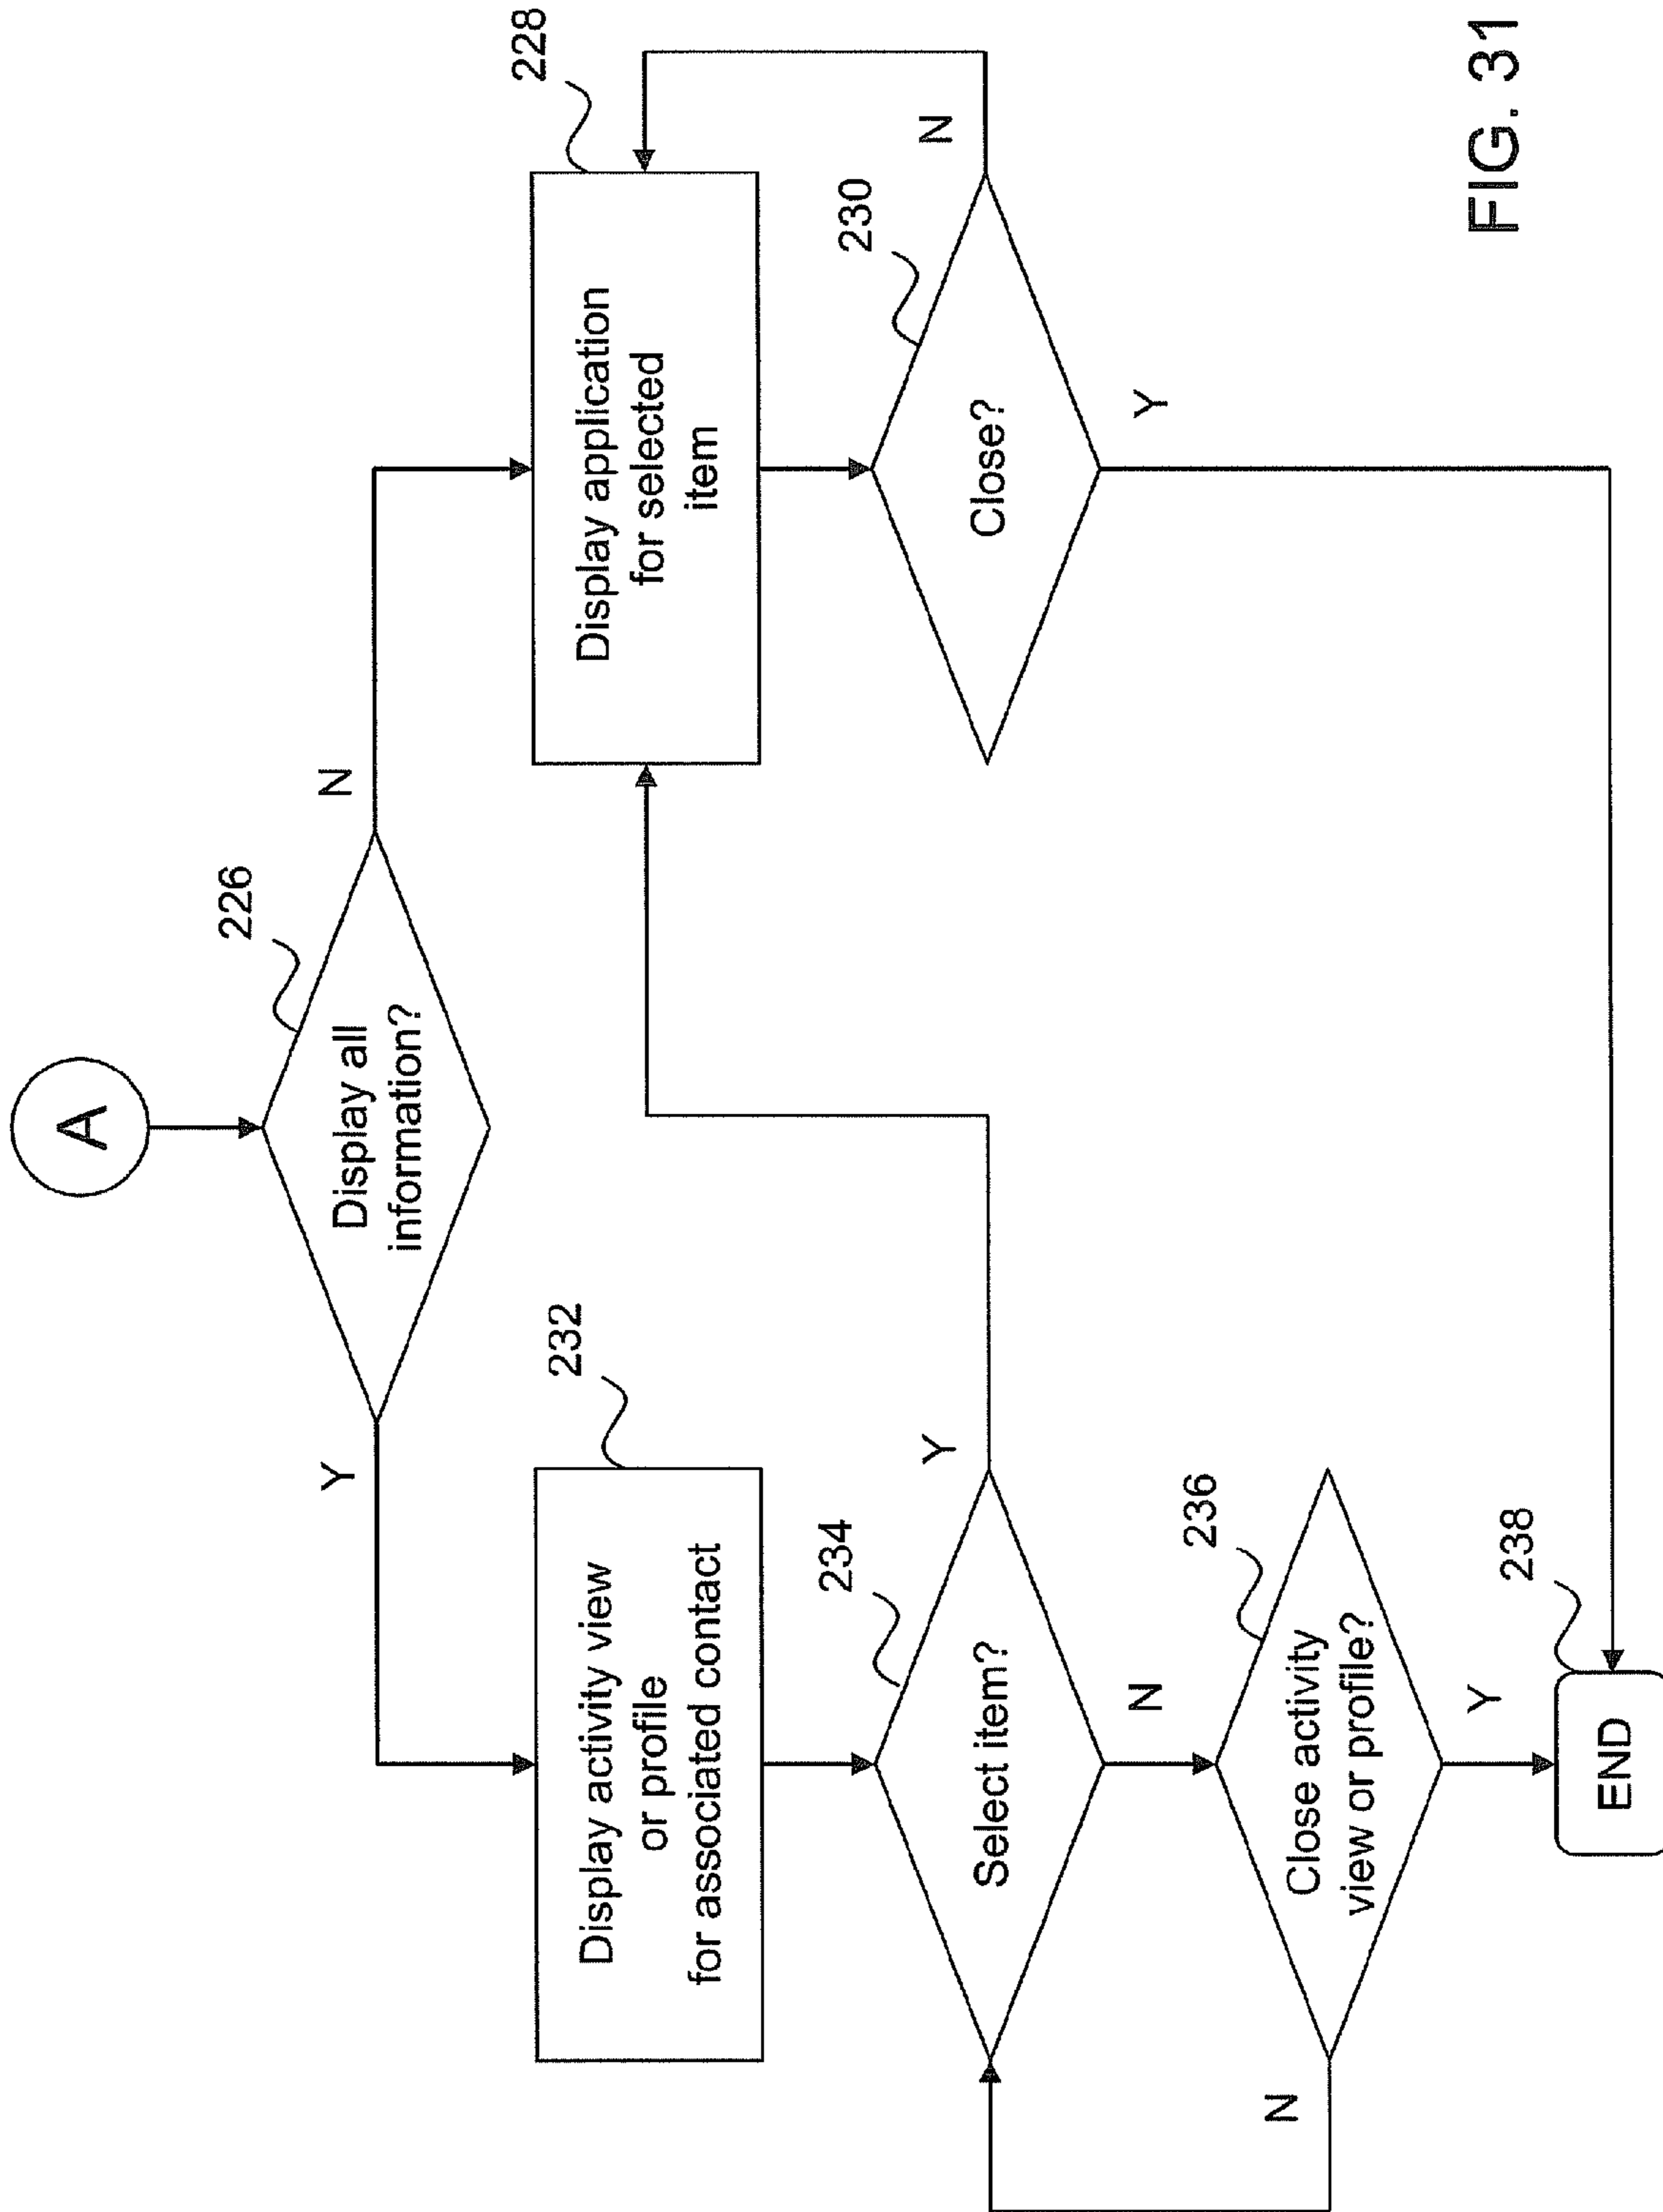 A
226
Display all
information?
Y
N
232
Display activity view
or profile
for associated contact
228
Display application
for selected
item
234
Select item?
Y
N
230
Close?
N
Y
236
Close activity
view or profile?
N
Y
238
END
FIG. 31